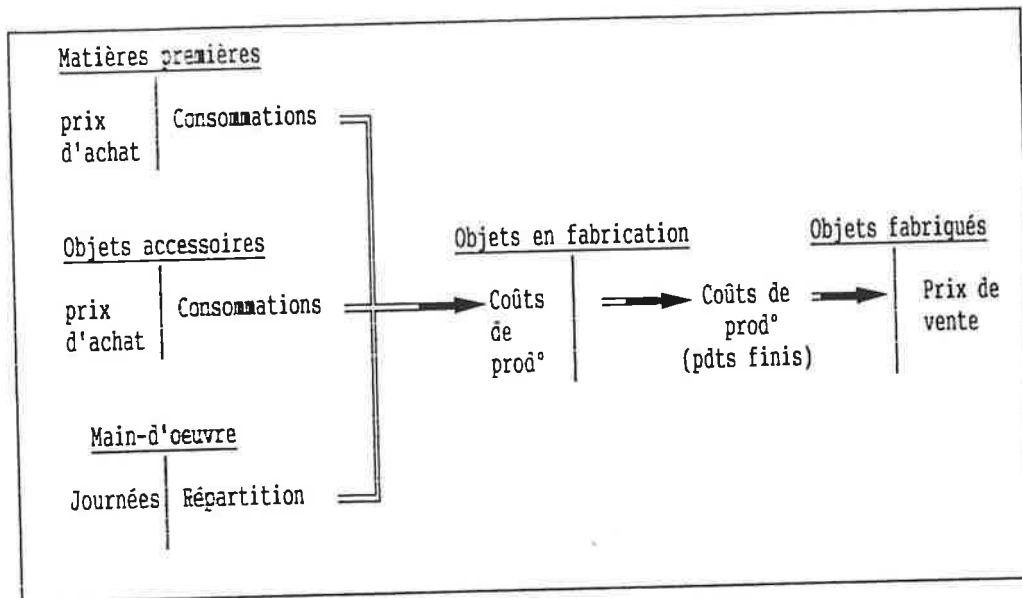 Matières premières
prix
d'achat
Consommations
Objets accessoires
prix
d'achat
Consommations
Main-d'oeuvre
Journées
Répartition
Objets en fabrication
Coûts
de
prod°
Coûts de
prod°
(pdts finis)
Objets fabriqués
Prix de
vente